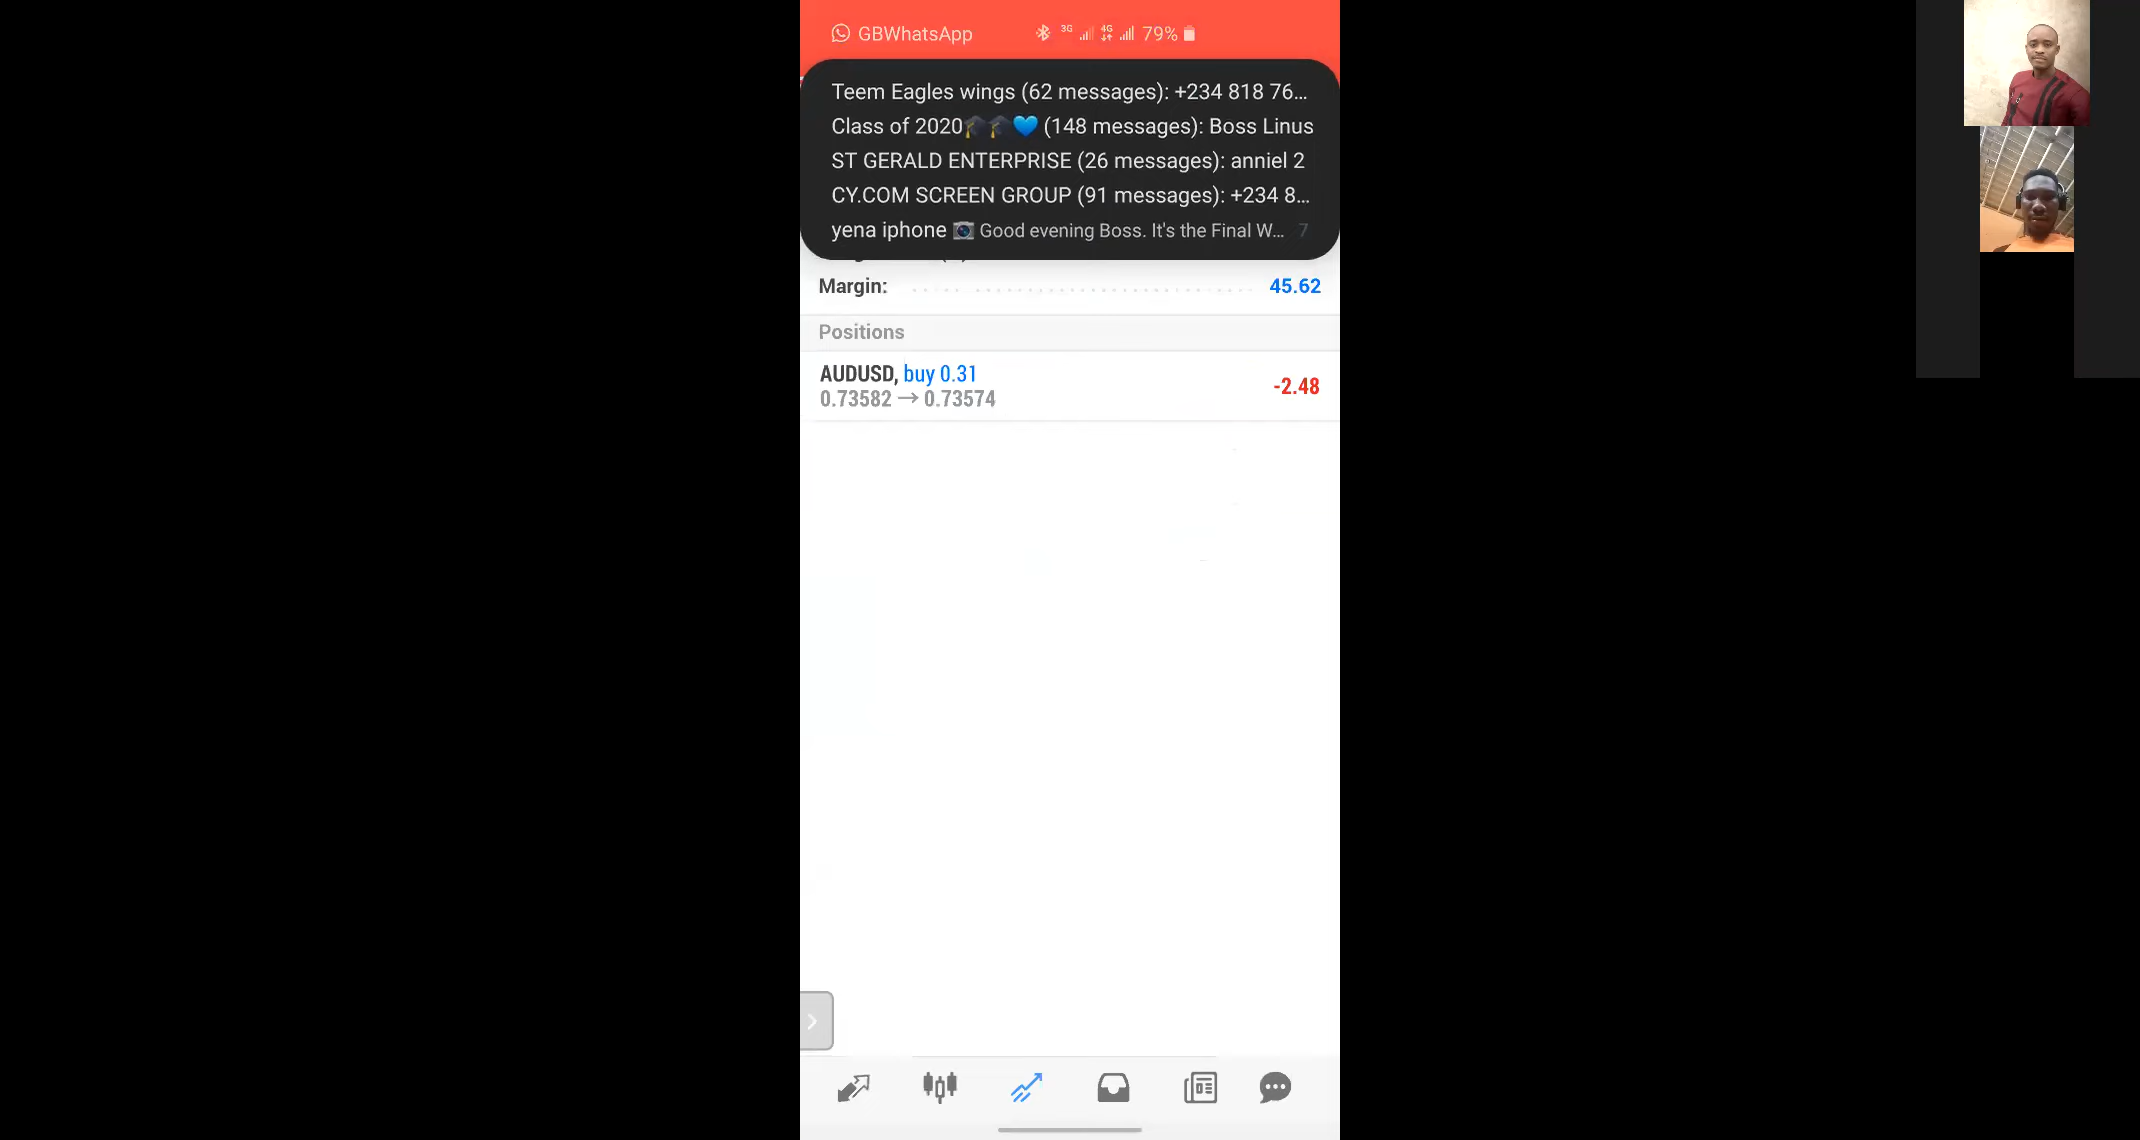 GBWhatsApp 3G 4G 79%
Teem Eagles wings (62 messages): +234 818 76...
Class of 2020🎓🎓💙 (148 messages): Boss Linus
ST GERALD ENTERPRISE (26 messages): anniel 2
CY.COM SCREEN GROUP (91 messages): +234 8...
yena iphone 📷 Good evening Boss. It's the Final W... 7
Margin: 45.62
Positions
AUDUSD, buy 0.31
-2.48
0.73582 → 0.73574